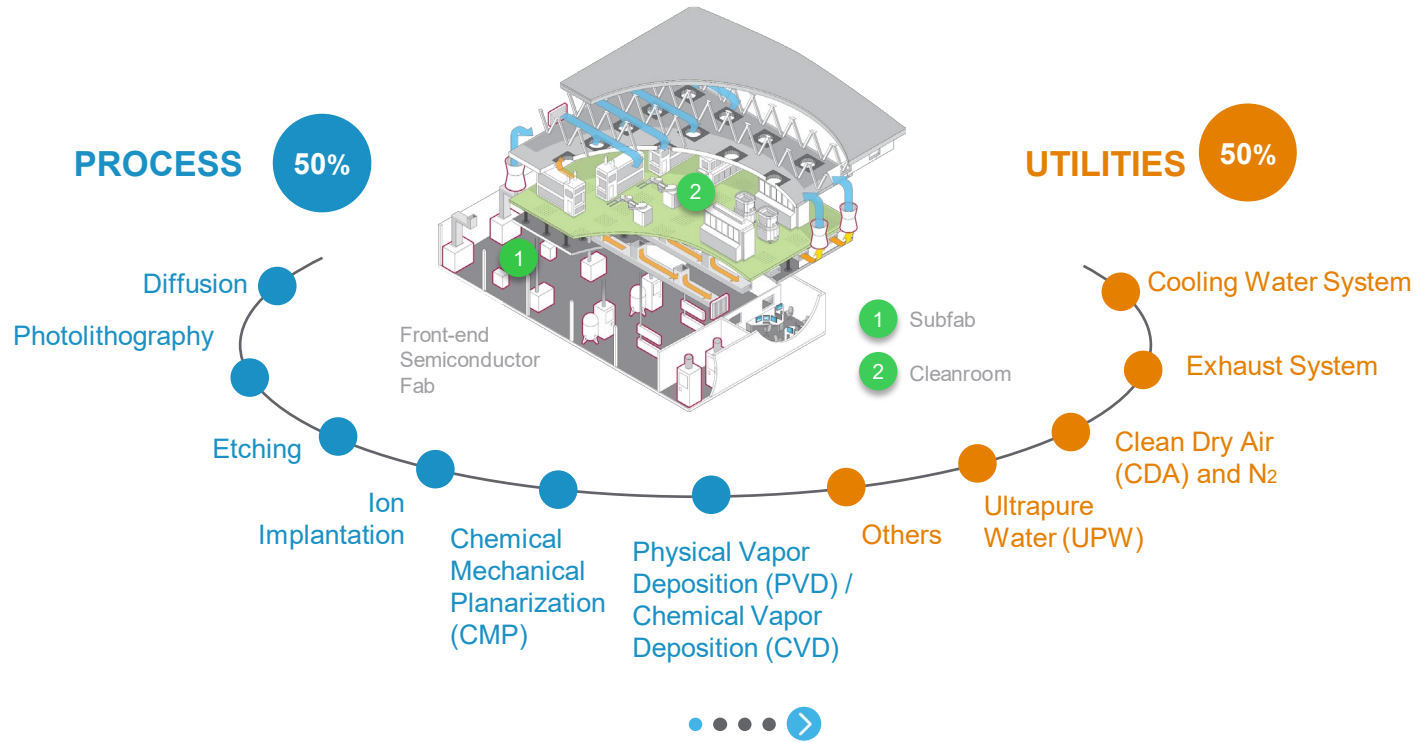 PROCESS
50%
UTILITIES
50%
2
1
Front-end
Semiconductor
Fab
1
Subfab
2
Cleanroom
Diffusion
Photolithography
Etching
Ion
Implantation
Chemical
Mechanical
Planarization
(CMP)
Physical Vapor
Deposition (PVD) /
Chemical Vapor
Deposition (CVD)
Others
Ultrapure
Water (UPW)
Clean Dry Air
(CDA) and N2
Exhaust System
Cooling Water System